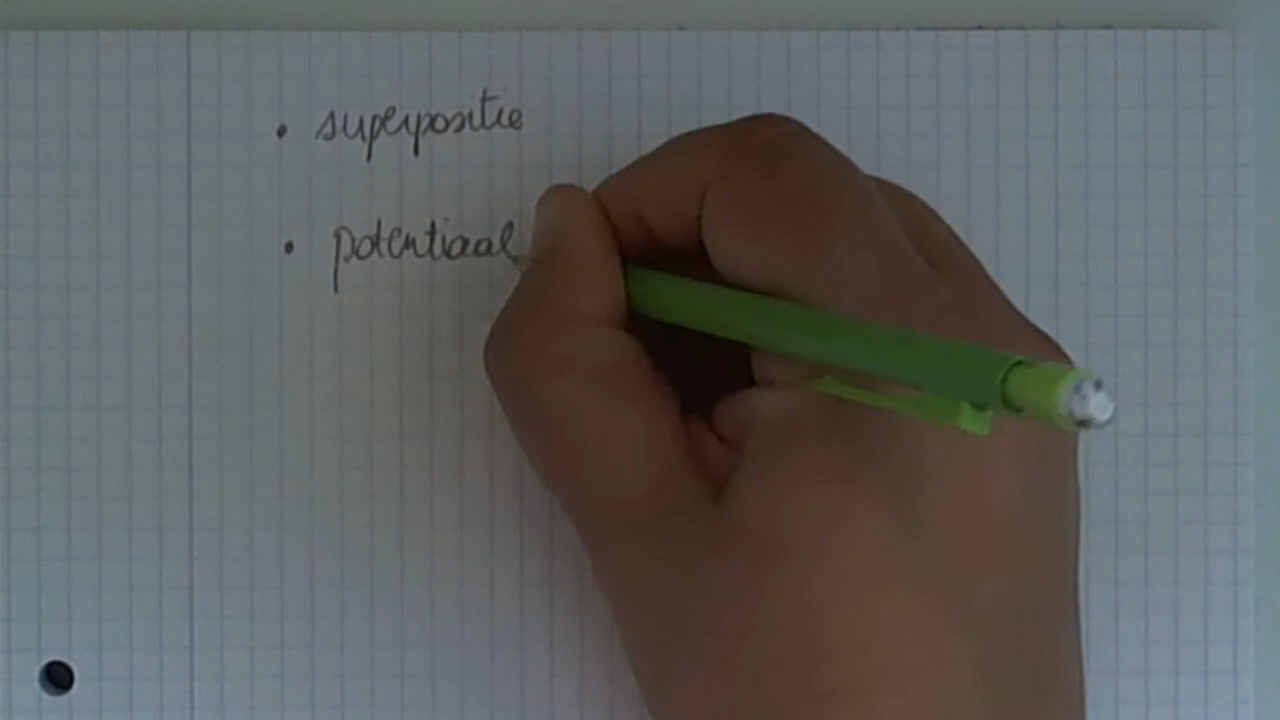 • superpositie
• potentiaal